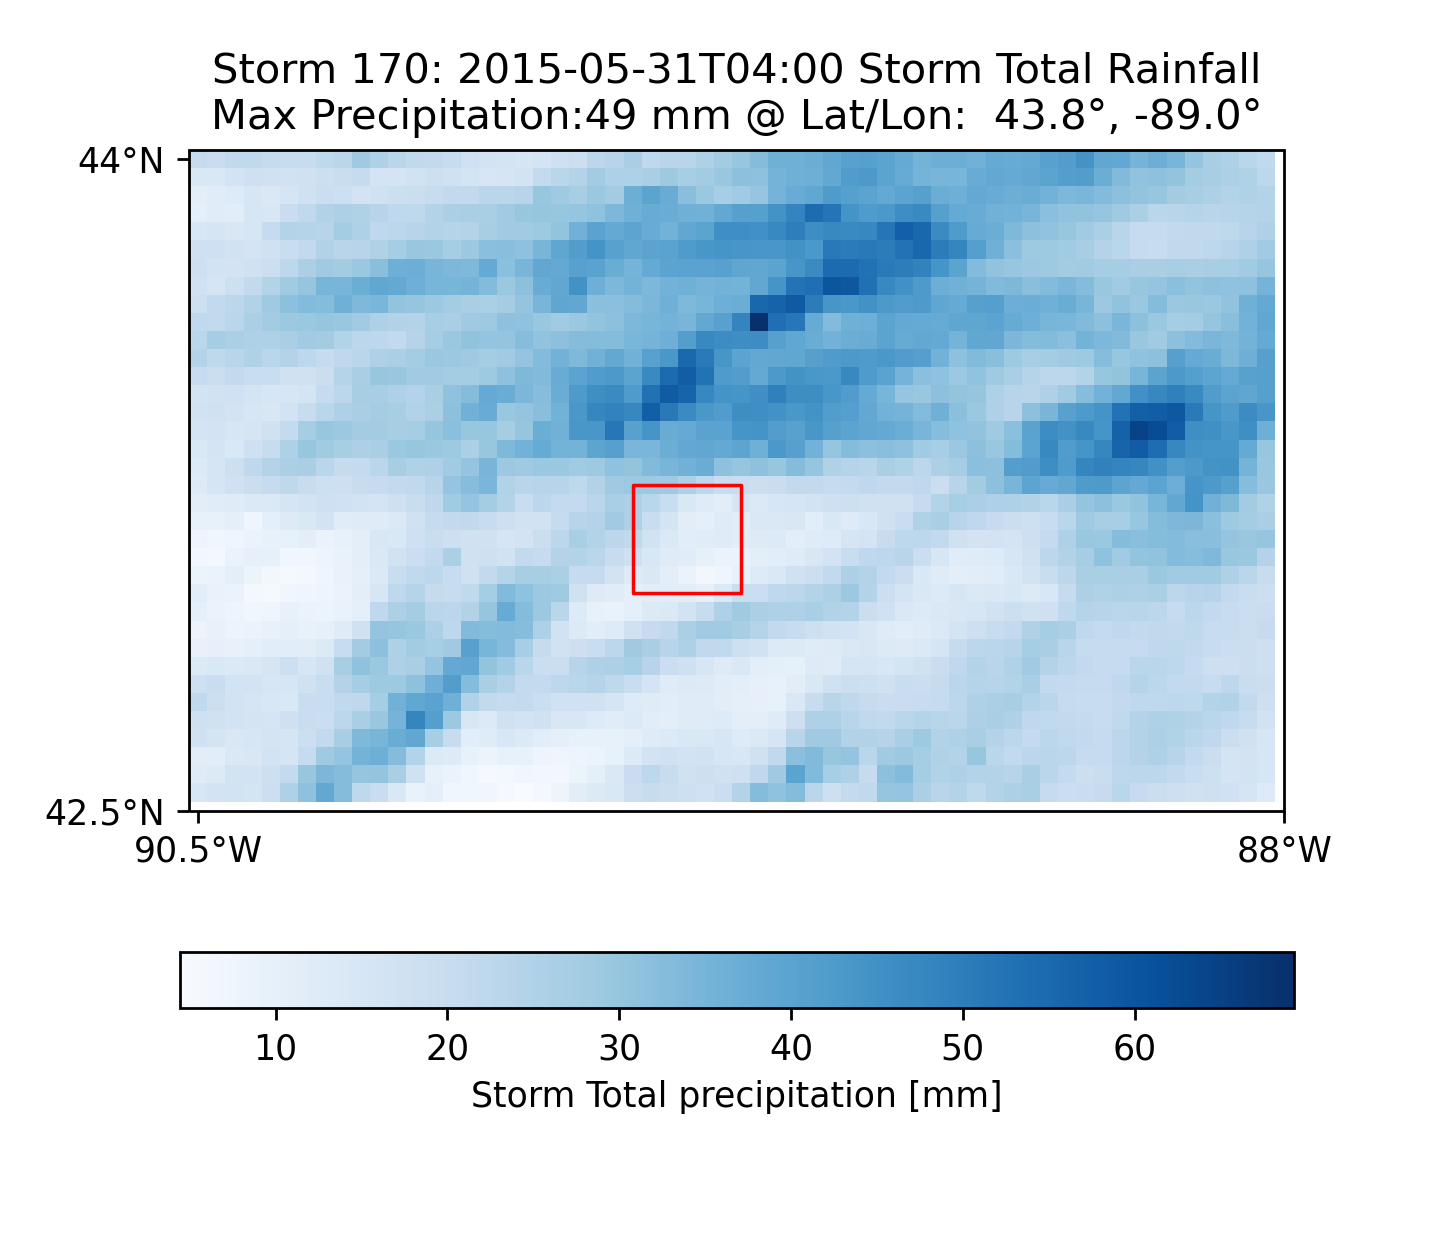 Storm 170: 2015-05-31T04:00 Storm Total Rainfall
Max Precipitation:49 mm @ Lat/Lon:  43.8°, -89.0°
44°N
42.5°N
90.5°W 88°W
10 20 30 40 50 60
Storm Total precipitation [mm]